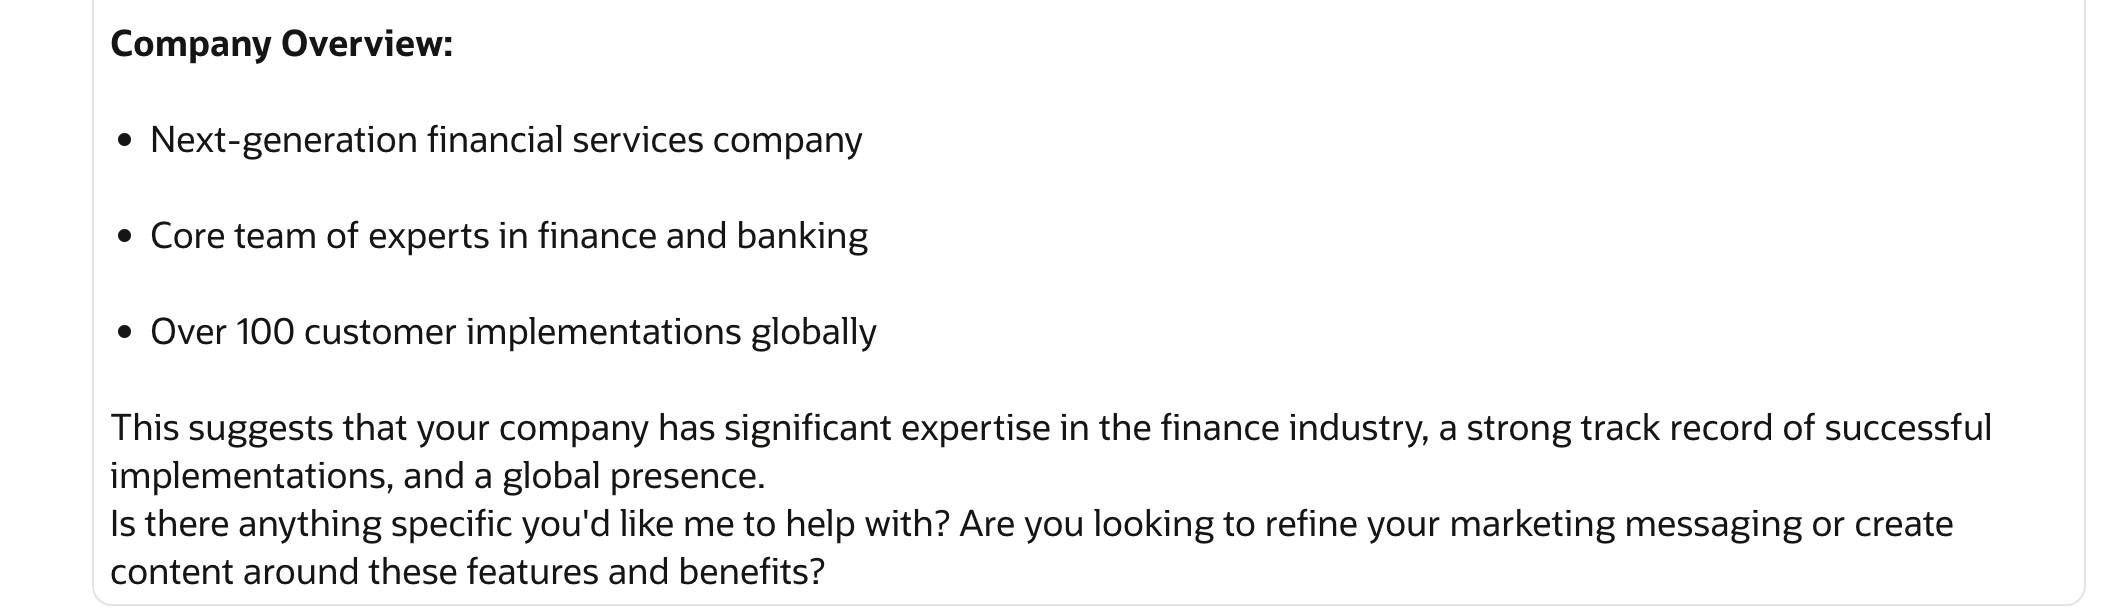 Company Overview:
• Next-generation financial services company
• Core team of experts in finance and banking
• Over 100 customer implementations globally
This suggests that your company has significant expertise in the finance industry, a strong track record of successful
implementations, and a global presence.
Is there anything specific you'd like me to help with? Are you looking to refine your marketing messaging or create
content around these features and benefits?